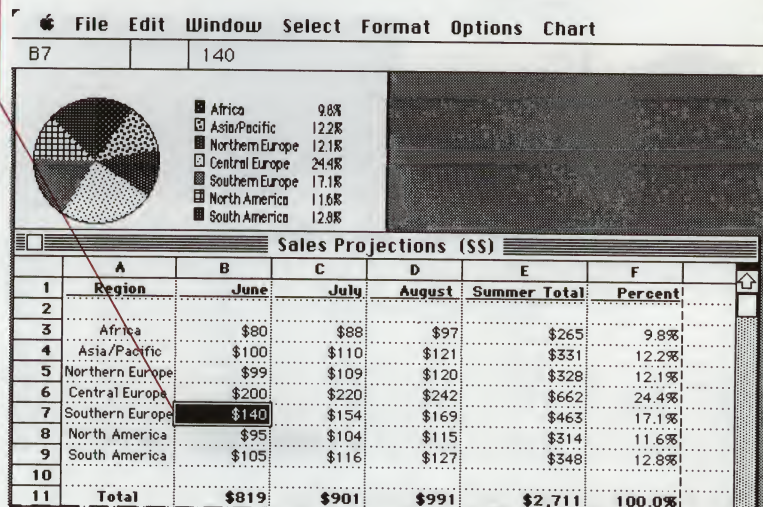 File Edit Window Select Format Options Chart
B7 140
Africa 9.8%
Asia/Pacific 12.2%
Northern Europe 12.1%
Central Europe 24.4%
Southern Europe 17.1%
North America 11.6%
South America 12.8%
Sales Projections (SS)
A B C D E F
1 Region June July August Summer Total Percent
2
3 Africa $80 $88 $97 $265 9.8%
4 Asia/Pacific $100 $110 $121 $331 12.2%
5 Northern Europe $99 $109 $120 $328 12.1%
6 Central Europe $200 $220 $242 $662 24.4%
7 Southern Europe $140 $154 $169 $463 17.1%
8 North America $95 $104 $115 $314 11.6%
9 South America $105 $116 $127 $348 12.8%
10
11 Total $819 $901 $991 $2,711 100.0%